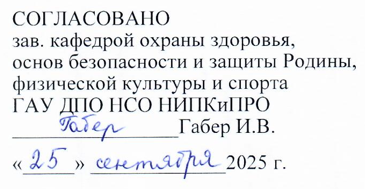 СОГЛАСОВАНО
зав. кафедрой охраны здоровья,
основ безопасности и защиты Родины,
физической культуры и спорта
ГАУ ДПО НСО НИПКиПРО
Габер Габер И.В.
«25» сентября 2025 г.